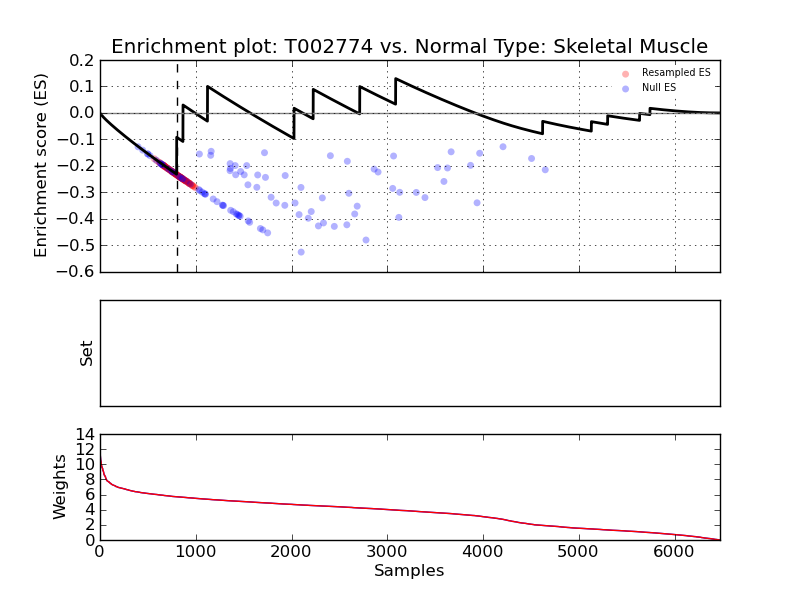 Enrichment plot: T002774 vs. Normal Type: Skeletal Muscle
Enrichment score (ES)
0.2
0.1
0.0
−0.1
−0.2
−0.3
−0.4
−0.5
−0.6
Resampled ES
Null ES
Set
Weights
14
12
10
8
6
4
2
0
0 1000 2000 3000 4000 5000 6000
Samples